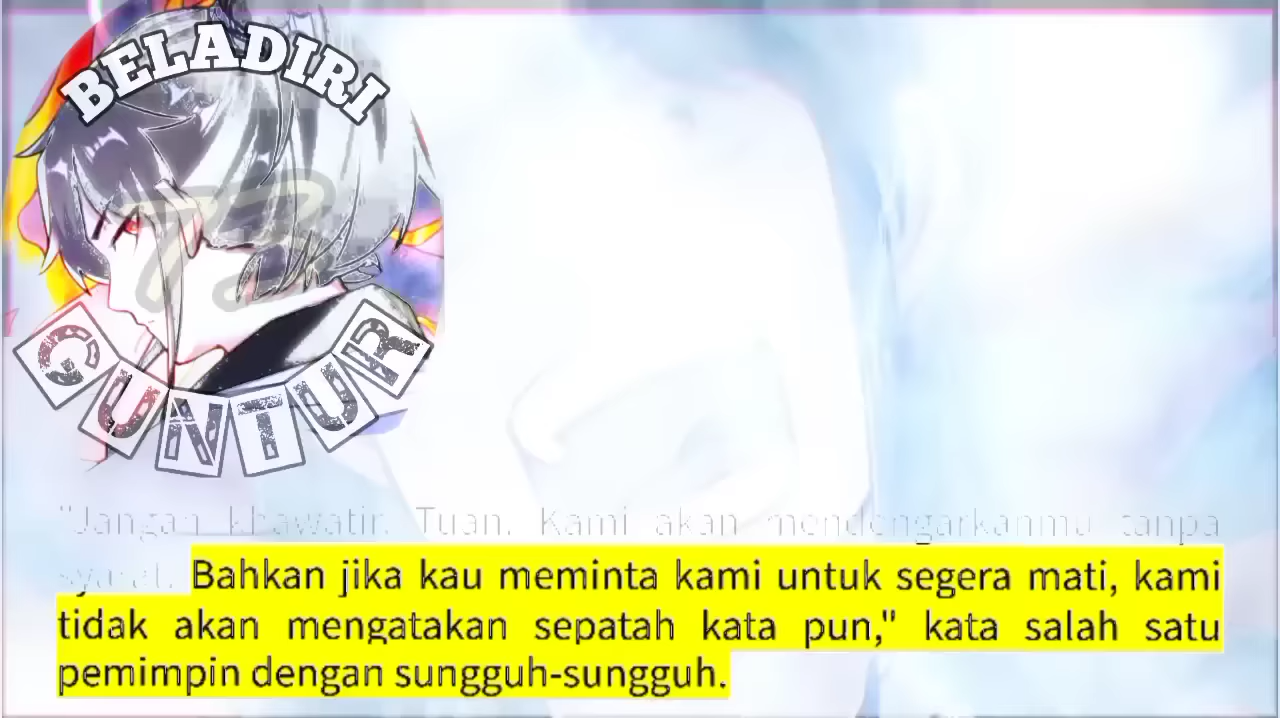 BELADIRI
GUNTUR
"Jangan khawatir, Tuan. Kami akan mendengarkanmu tanpa
syarat. Bahkan jika kau meminta kami untuk segera mati, kami
tidak akan mengatakan sepatah kata pun," kata salah satu
pemimpin dengan sungguh-sungguh.